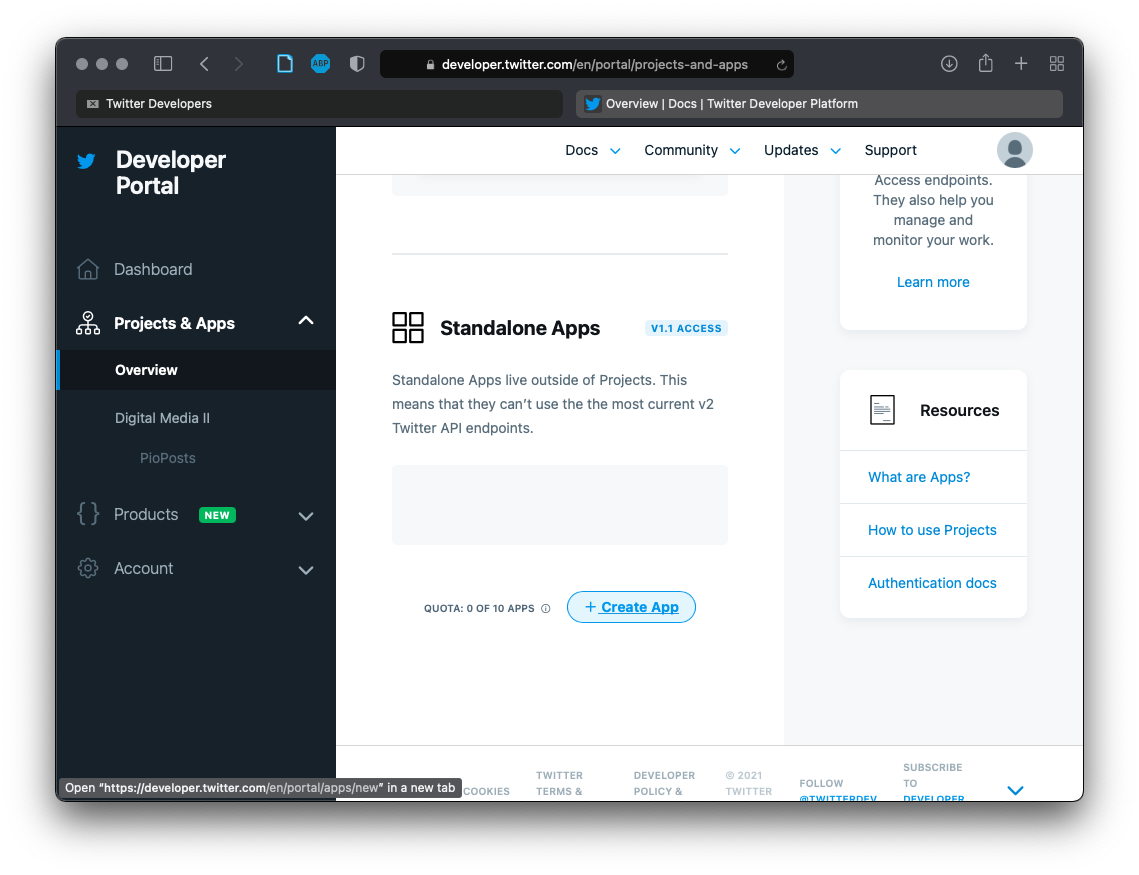 ABP
developer.twitter.com/en/portal/projects-and-apps
Twitter Developers
Overview | Docs | Twitter Developer Platform
Developer
Portal
Docs
Community
Updates
Support
Dashboard
Projects & Apps
Overview
Digital Media II
PioPosts
{ } Products
NEW
Account
Access endpoints.
They also help you
manage and
monitor your work.
Learn more
Standalone Apps
V1.1 ACCESS
Standalone Apps live outside of Projects. This
means that they can’t use the the most current v2
Twitter API endpoints.
QUOTA: 0 OF 10 APPS
+ Create App
Resources
What are Apps?
How to use Projects
Authentication docs
Open “https://developer.twitter.com/en/portal/apps/new” in a new tab
COOKIES
TWITTER
TERMS &
DEVELOPER
POLICY &
© 2021
TWITTER
FOLLOW
@TWITTERDEV
SUBSCRIBE
TO
DEVELOPER